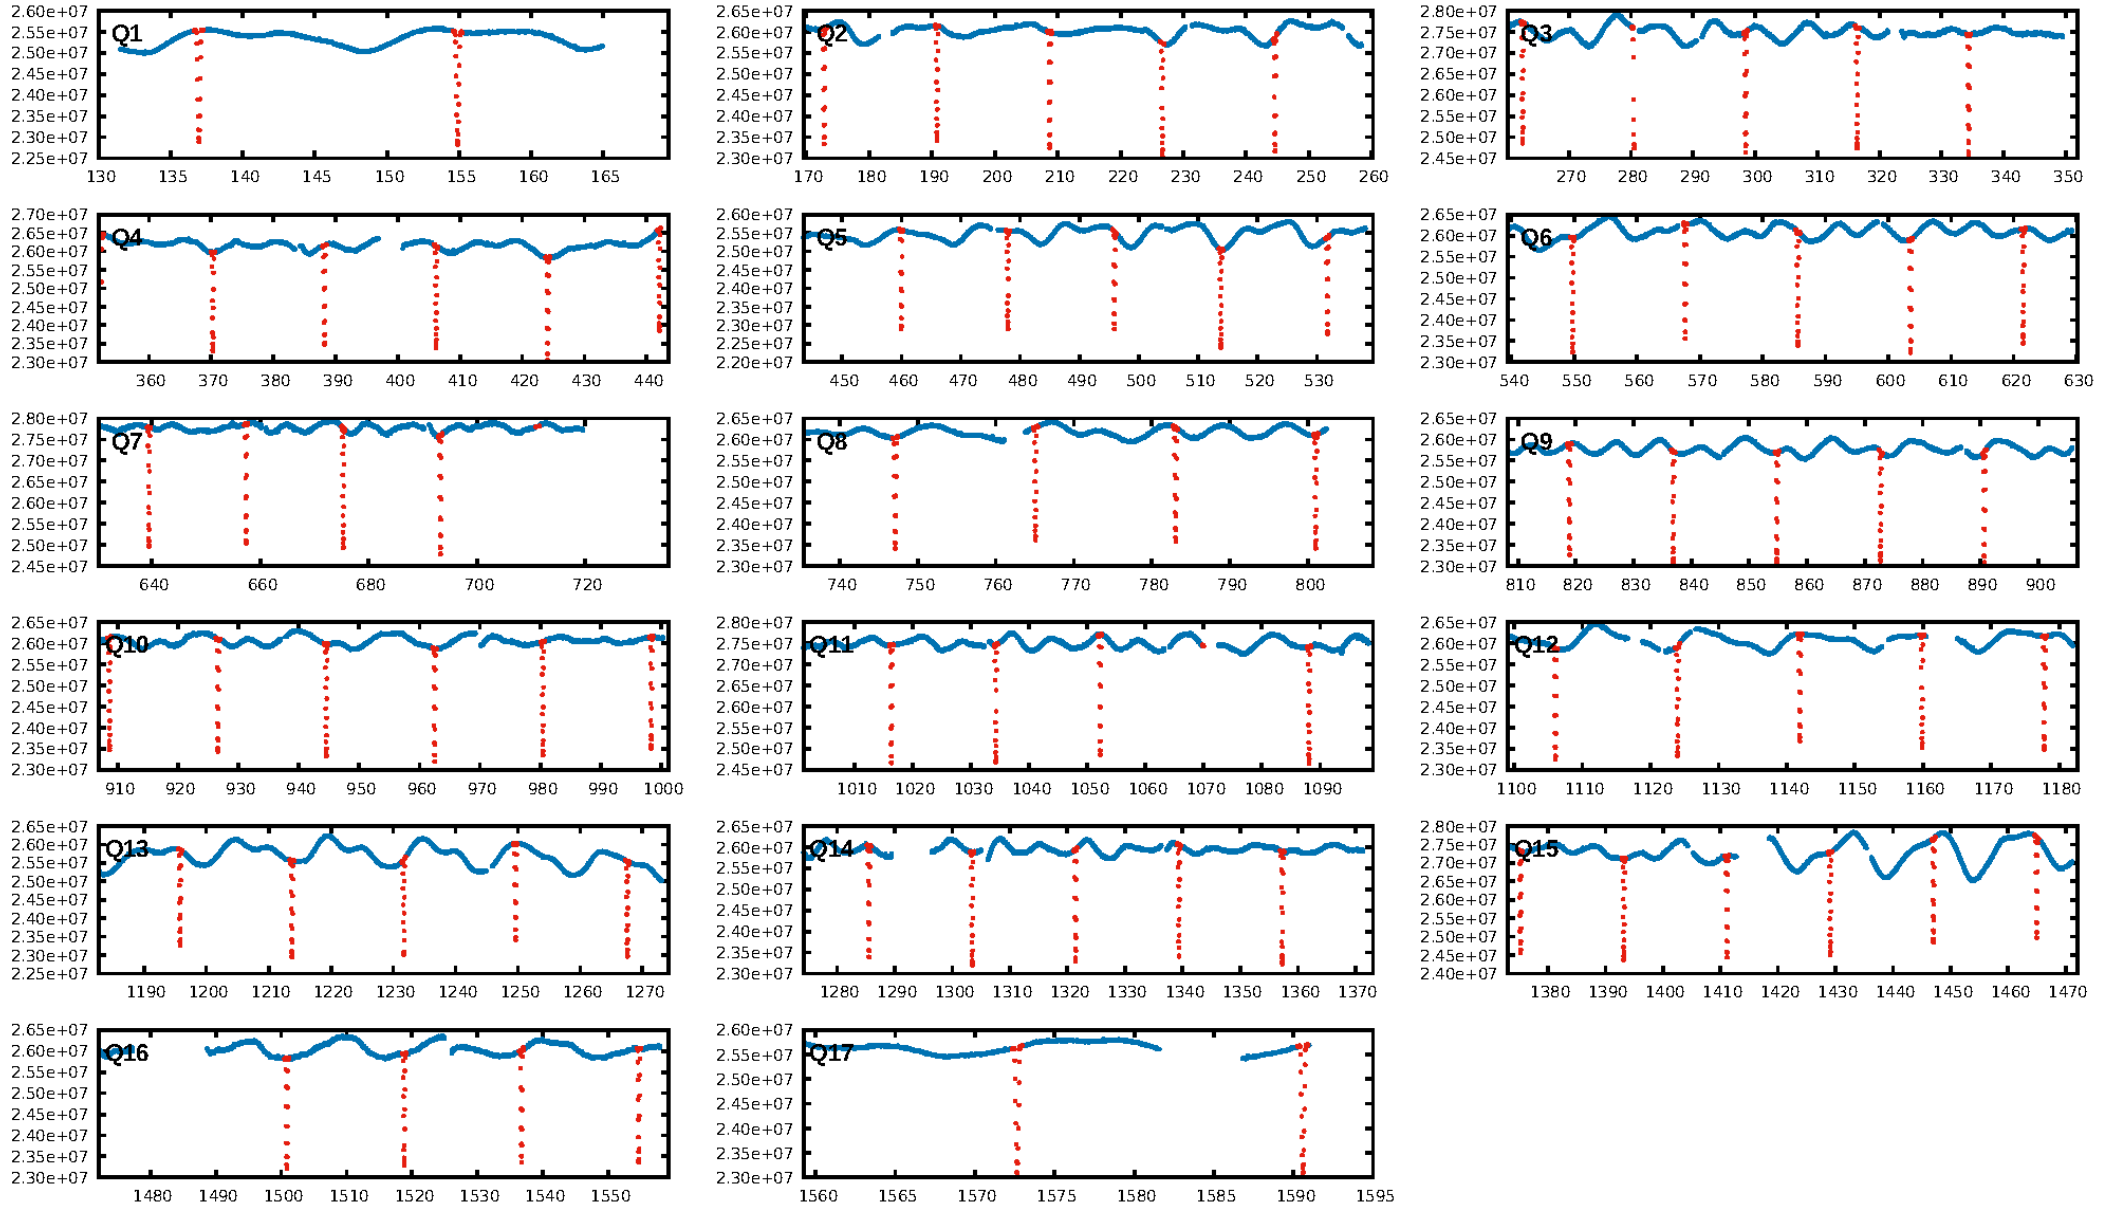 Q1
2.60e+07
2.55e+07
2.50e+07
2.45e+07
2.40e+07
2.35e+07
2.30e+07
2.25e+07
130 135 140 145 150 155 160 165
Q2
2.65e+07
2.60e+07
2.55e+07
2.50e+07
2.45e+07
2.40e+07
2.35e+07
2.30e+07
170 180 190 200 210 220 230 240 250 260
Q3
2.80e+07
2.75e+07
2.70e+07
2.65e+07
2.60e+07
2.55e+07
2.50e+07
2.45e+07
270 280 290 300 310 320 330 340 350
Q4
2.70e+07
2.65e+07
2.60e+07
2.55e+07
2.50e+07
2.45e+07
2.40e+07
2.35e+07
2.30e+07
360 370 380 390 400 410 420 430 440
Q5
2.60e+07
2.55e+07
2.50e+07
2.45e+07
2.40e+07
2.35e+07
2.30e+07
2.25e+07
2.20e+07
450 460 470 480 490 500 510 520 530
Q6
2.65e+07
2.60e+07
2.55e+07
2.50e+07
2.45e+07
2.40e+07
2.35e+07
2.30e+07
540 550 560 570 580 590 600 610 620 630
Q7
2.80e+07
2.75e+07
2.70e+07
2.65e+07
2.60e+07
2.55e+07
2.50e+07
2.45e+07
640 660 680 700 720
Q8
2.65e+07
2.60e+07
2.55e+07
2.50e+07
2.45e+07
2.40e+07
2.35e+07
2.30e+07
740 750 760 770 780 790 800
Q9
2.65e+07
2.60e+07
2.55e+07
2.50e+07
2.45e+07
2.40e+07
2.35e+07
2.30e+07
810 820 830 840 850 860 870 880 890 900
Q10
2.65e+07
2.60e+07
2.55e+07
2.50e+07
2.45e+07
2.40e+07
2.35e+07
2.30e+07
910 920 930 940 950 960 970 980 990 1000
Q11
2.80e+07
2.75e+07
2.70e+07
2.65e+07
2.60e+07
2.55e+07
2.50e+07
2.45e+07
1010 1020 1030 1040 1050 1060 1070 1080 1090
Q12
2.65e+07
2.60e+07
2.55e+07
2.50e+07
2.45e+07
2.40e+07
2.35e+07
2.30e+07
1100 1110 1120 1130 1140 1150 1160 1170 1180
Q13
2.65e+07
2.60e+07
2.55e+07
2.50e+07
2.45e+07
2.40e+07
2.35e+07
2.30e+07
2.25e+07
1190 1200 1210 1220 1230 1240 1250 1260 1270
Q14
2.65e+07
2.60e+07
2.55e+07
2.50e+07
2.45e+07
2.40e+07
2.35e+07
2.30e+07
1280 1290 1300 1310 1320 1330 1340 1350 1360 1370
Q15
2.80e+07
2.75e+07
2.70e+07
2.65e+07
2.60e+07
2.55e+07
2.50e+07
2.45e+07
2.40e+07
1380 1390 1400 1410 1420 1430 1440 1450 1460 1470
Q16
2.65e+07
2.60e+07
2.55e+07
2.50e+07
2.45e+07
2.40e+07
2.35e+07
2.30e+07
1480 1490 1500 1510 1520 1530 1540 1550
Q17
2.60e+07
2.55e+07
2.50e+07
2.45e+07
2.40e+07
2.35e+07
2.30e+07
1560 1565 1570 1575 1580 1585 1590 1595